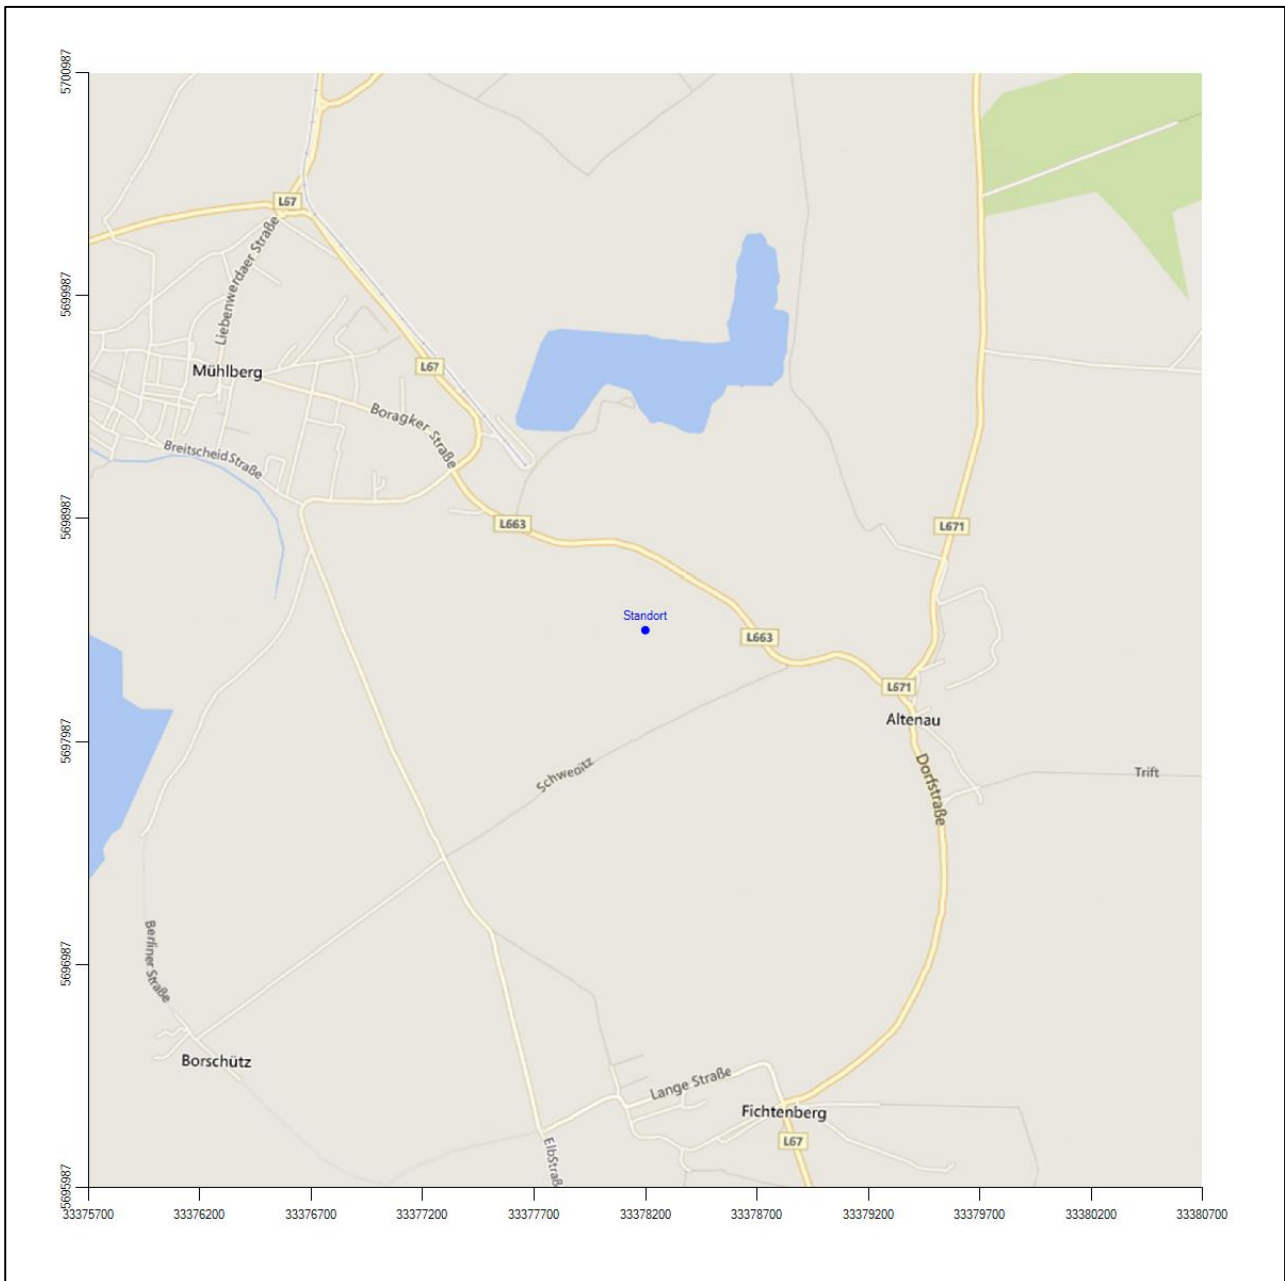 5700987
L67
Liebenwerdaer Straße
5699987
Mühlberg
L67
Boragker Straße
Breitscheid Straße
5698987
L663
L671
Standort
L663
L671
Altenau
5697987
Schweditz
Dorfstraße
Trift
Berliner Straße
5696987
Borschütz
Lange Straße
Fichtenberg
L67
ElbStraß
5695987
33375700 33376200 33376700 33377200 33377700 33378200 33378700 33379200 33379700 33380200 33380700